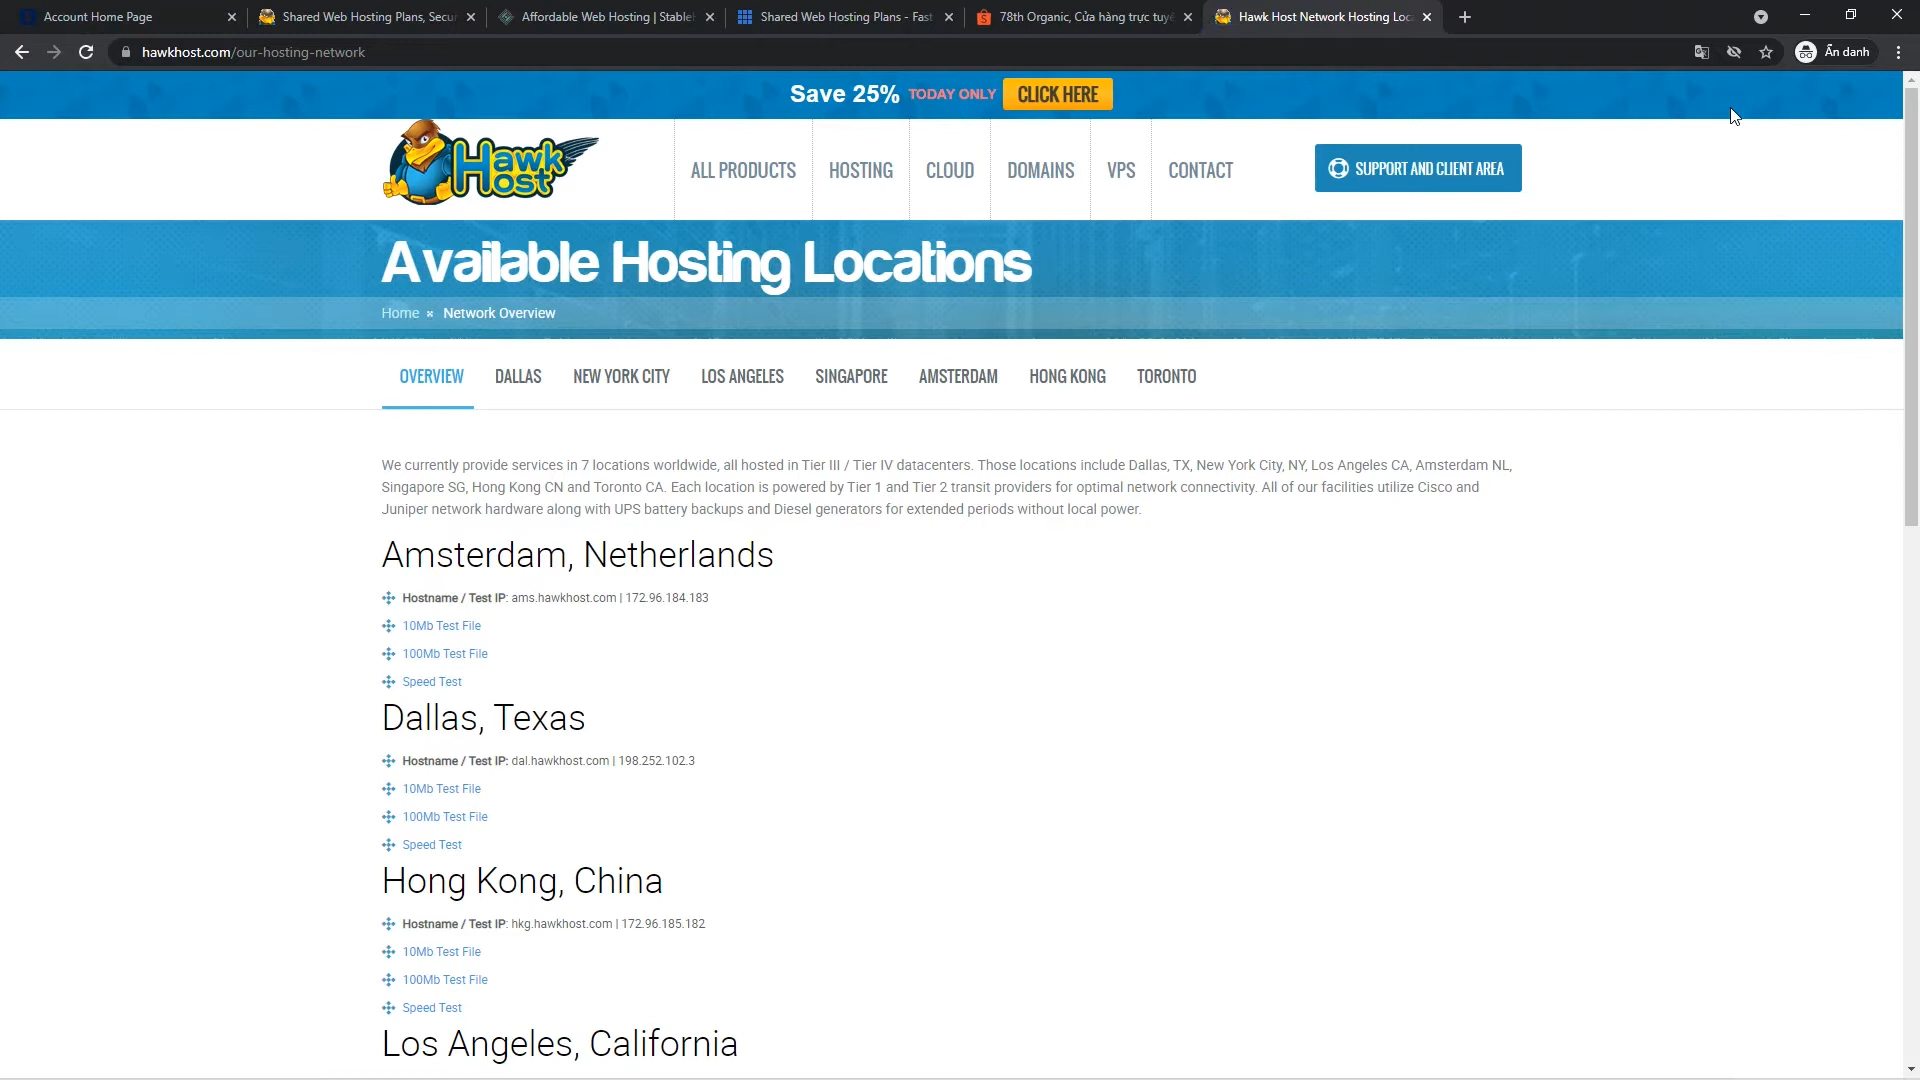 Account Home Page
Shared Web Hosting Plans, Secur
Affordable Web Hosting | Stable
Shared Web Hosting Plans - Fast
78th Organic, Cửa hàng trực tuyế
Hawk Host Network Hosting Loc
hawkhost.com/our-hosting-network
Ẩn danh
Save 25% TODAY ONLY CLICK HERE
Hawk Host
ALL PRODUCTS
HOSTING
CLOUD
DOMAINS
VPS
CONTACT
SUPPORT AND CLIENT AREA
Available Hosting Locations
Home
Network Overview
OVERVIEW
DALLAS
NEW YORK CITY
LOS ANGELES
SINGAPORE
AMSTERDAM
HONG KONG
TORONTO
We currently provide services in 7 locations worldwide, all hosted in Tier III / Tier IV datacenters. Those locations include Dallas, TX, New York City, NY, Los Angeles CA, Amsterdam NL,
Singapore SG, Hong Kong CN and Toronto CA. Each location is powered by Tier 1 and Tier 2 transit providers for optimal network connectivity. All of our facilities utilize Cisco and
Juniper network hardware along with UPS battery backups and Diesel generators for extended periods without local power.
Amsterdam, Netherlands
Hostname / Test IP: ams.hawkhost.com | 172.96.184.183
10Mb Test File
100Mb Test File
Speed Test
Dallas, Texas
Hostname / Test IP: dal.hawkhost.com | 198.252.102.3
10Mb Test File
100Mb Test File
Speed Test
Hong Kong, China
Hostname / Test IP: hkg.hawkhost.com | 172.96.185.182
10Mb Test File
100Mb Test File
Speed Test
Los Angeles, California